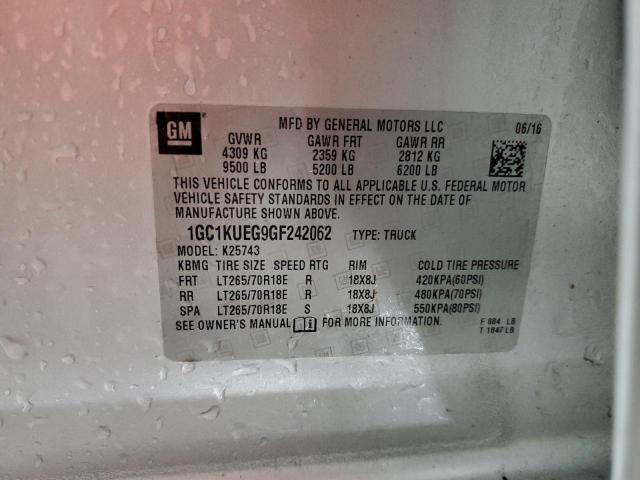 GM
MFD BY GENERAL MOTORS LLC 06/16
GVWR GAWR FRT GAWR RR
4309 KG 2359 KG 2812 KG
9500 LB 5200 LB 6200 LB
THIS VEHICLE CONFORMS TO ALL APPLICABLE U.S. FEDERAL MOTOR
VEHICLE SAFETY STANDARDS IN EFFECT ON THE DATE OF
MANUFACTURE SHOWN ABOVE.
1GC1KUEG9GF242062 TYPE: TRUCK
MODEL: K25743
KBMG TIRE SIZE SPEED RTG RIM COLD TIRE PRESSURE
FRT LT265/70R18E R 18X8J 420KPA(60PSI)
RR LT265/70R18E R 18X8J 480KPA(70PSI)
SPA LT265/70R18E S 18X8J 550KPA(80PSI)
SEE OWNER'S MANUAL FOR MORE INFORMATION. F 884 LB
T 1847 LB